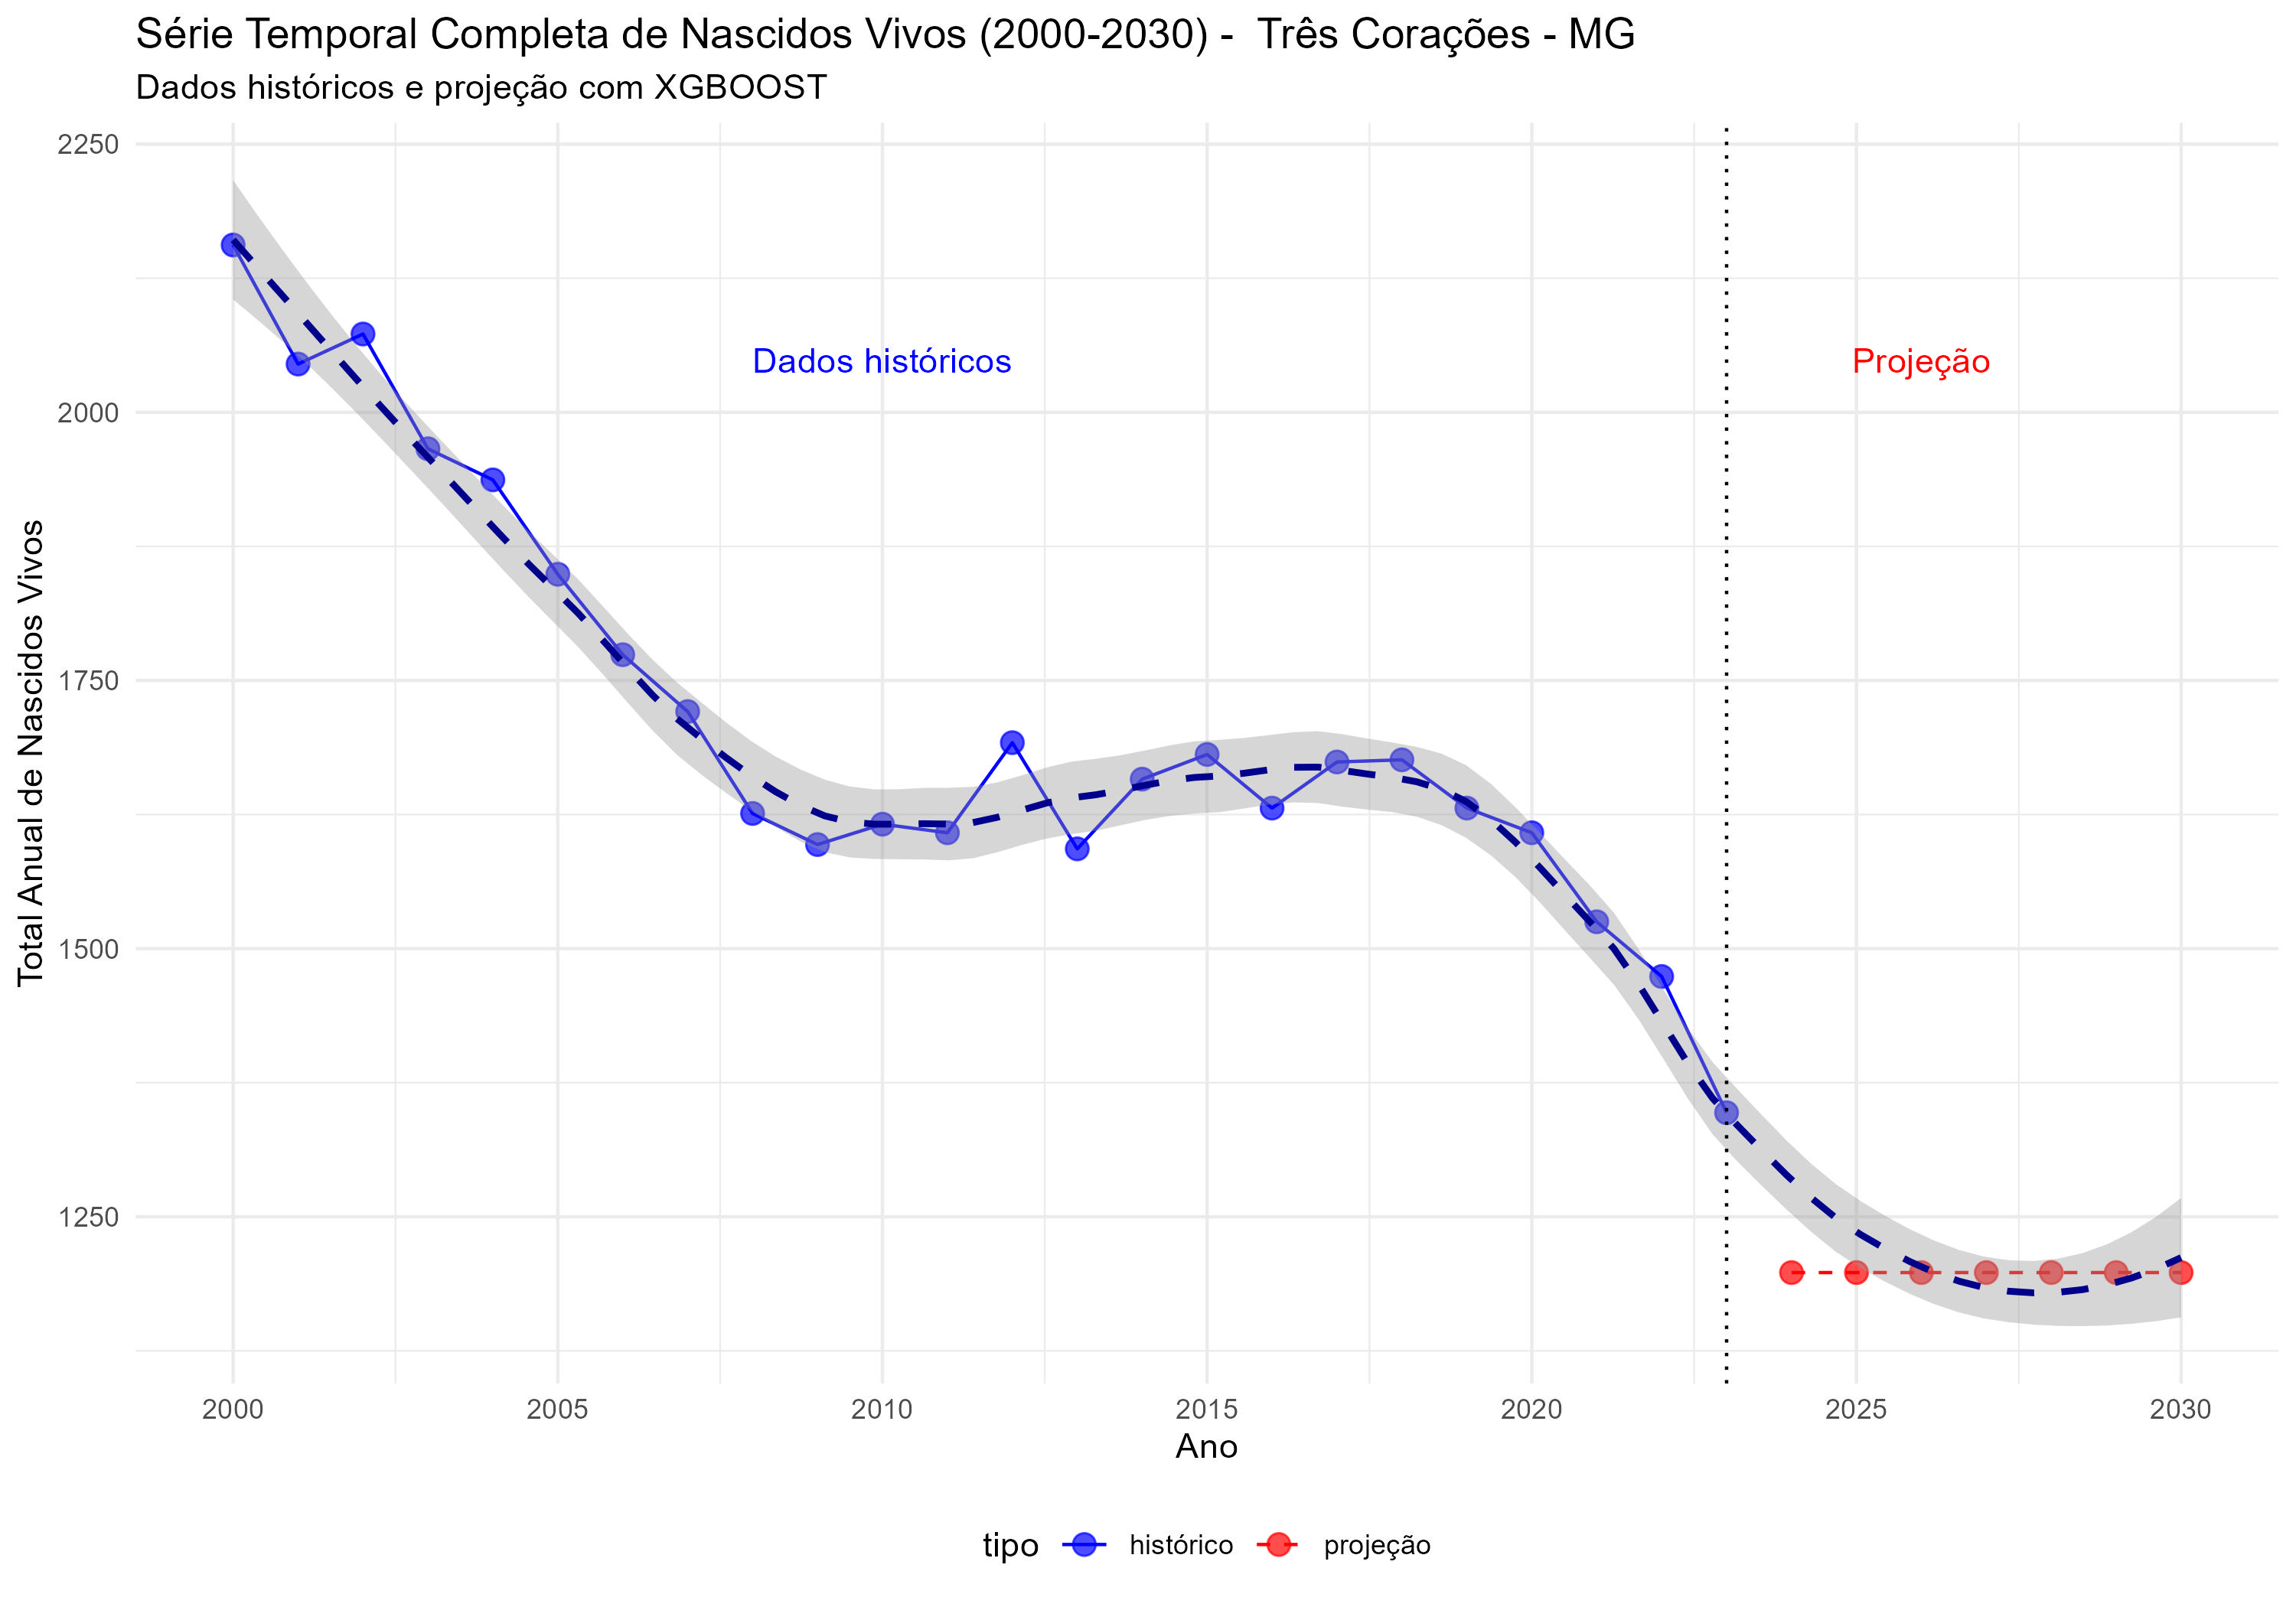 Série Temporal Completa de Nascidos Vivos (2000-2030) -  Três Corações - MG
Dados históricos e projeção com XGBOOST
Total Anual de Nascidos Vivos
2250
2000
1750
1500
1250
Dados históricos
Projeção
2000 2005 2010 2015 2020 2025 2030
Ano
tipo histórico projeção